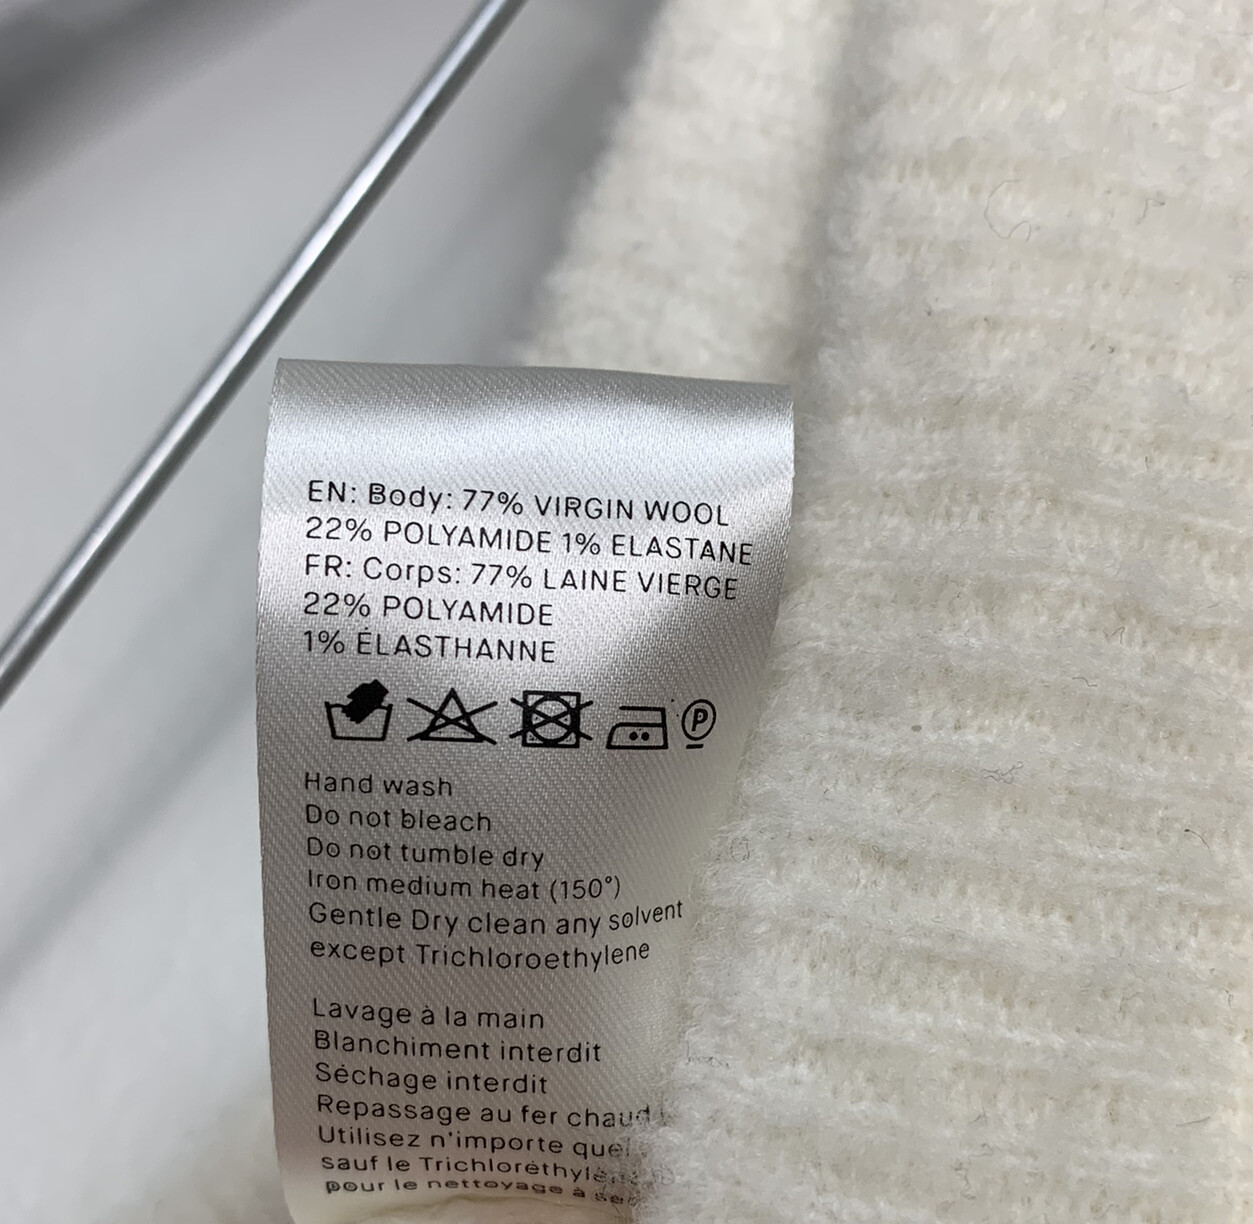 EN: Body: 77% VIRGIN WOOL
22% POLYAMIDE 1% ELASTANE
FR: Corps: 77% LAINE VIERGE
22% POLYAMIDE
1% ÉLASTHANNE
P
Hand wash
Do not bleach
Do not tumble dry
Iron medium heat (150°)
Gentle Dry clean any solvent
except Trichloroethylene
Lavage à la main
Blanchiment interdit
Séchage interdit
Repassage au fer chaud
Utilisez n'importe
sauf le
pour le nettoyage à